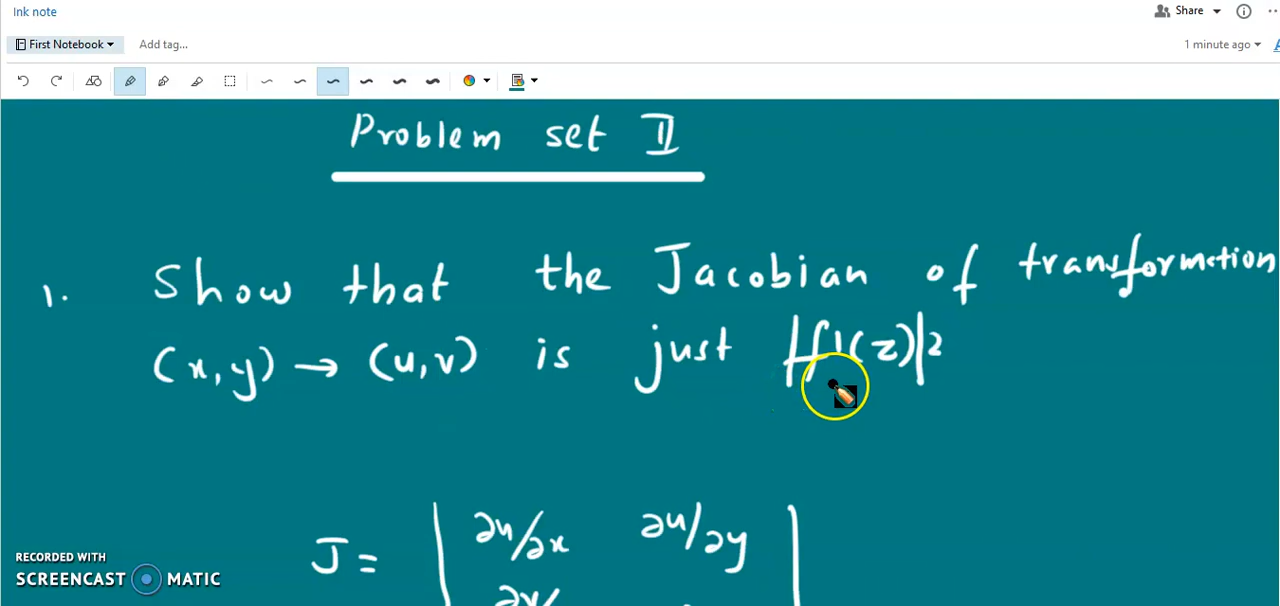 Ink note
Share
First Notebook
Add tag...
1 minute ago
Problem set II
1. Show that the Jacobian of transformation
(x,y) → (u,v) is just |f'(z)|2
J = | ∂u/∂x ∂u/∂y |
∂v/
RECORDED WITH
SCREENCAST MATIC